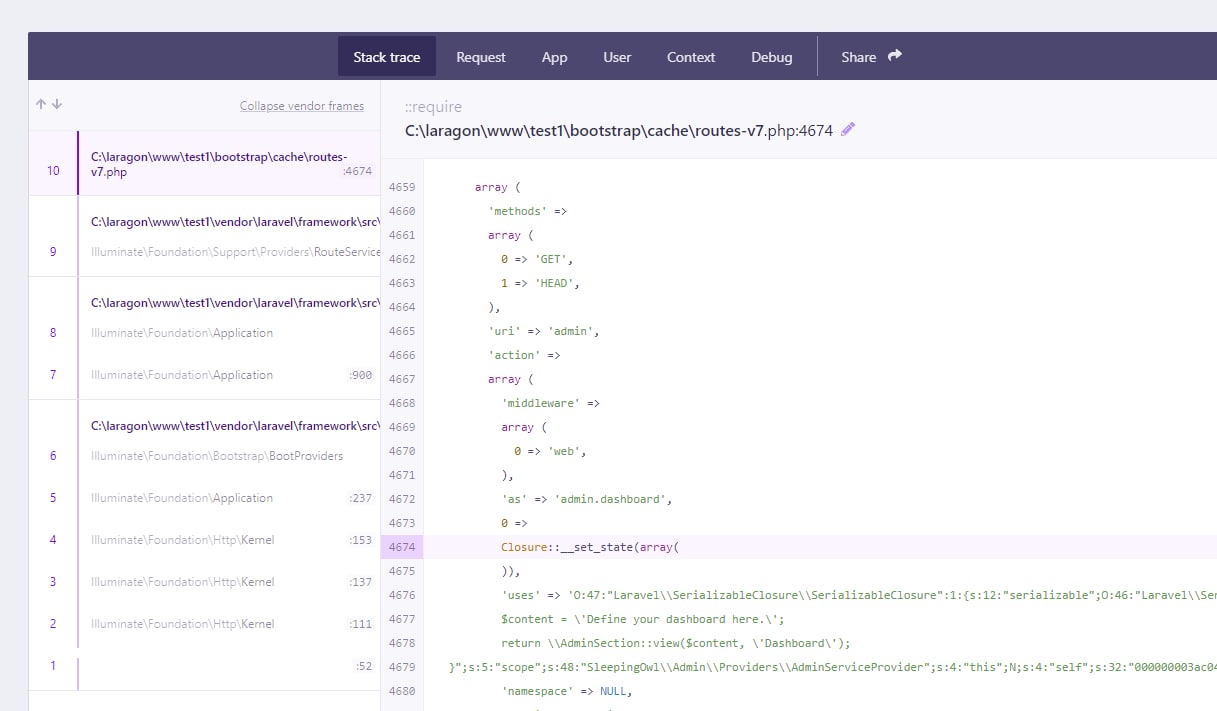 Stack trace
Request
App
User
Context
Debug
Share
Collapse vendor frames
10
C:\laragon\www\test1\bootstrap\cache\routes-
v7.php
:4674
C:\laragon\www\test1\vendor\laravel\framework\src\
9
Illuminate\Foundation\Support\Providers\RouteService
C:\laragon\www\test1\vendor\laravel\framework\src\
8
Illuminate\Foundation\Application
7
Illuminate\Foundation\Application :900
C:\laragon\www\test1\vendor\laravel\framework\src\
6
Illuminate\Foundation\Bootstrap\BootProviders
5
Illuminate\Foundation\Application :237
4
Illuminate\Foundation\Http\Kernel :153
3
Illuminate\Foundation\Http\Kernel :137
2
Illuminate\Foundation\Http\Kernel :111
1
:52
::require
C:\laragon\www\test1\bootstrap\cache\routes-v7.php:4674
4659 array (
4660 'methods' =>
4661 array (
4662 0 => 'GET',
4663 1 => 'HEAD',
4664 ),
4665 'uri' => 'admin',
4666 'action' =>
4667 array (
4668 'middleware' =>
4669 array (
4670 0 => 'web',
4671 ),
4672 'as' => 'admin.dashboard',
4673 0 =>
4674 Closure::__set_state(array(
4675 )),
4676 'uses' => 'O:47:"Laravel\\SerializableClosure\\SerializableClosure":1:{s:12:"serializable";O:46:"Laravel\\Ser
4677 $content = \'Define your dashboard here.\';
4678 return \\AdminSection::view($content, \'Dashboard\');
4679 }";s:5:"scope";s:48:"SleepingOwl\\Admin\\Providers\\AdminServiceProvider";s:4:"this";N;s:4:"self";s:32:"000000003ac04
4680 'namespace' => NULL,